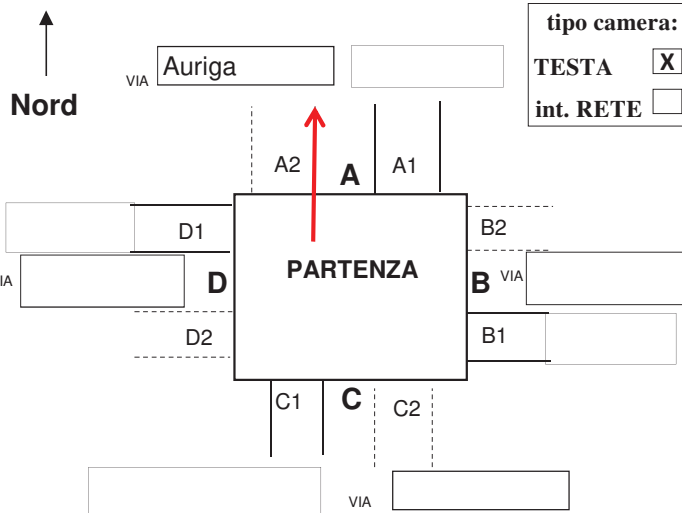 tipo camera:
TESTA X
int. RETE
Nord
VIA Auriga
A2 A A1
D1 B2
PARTENZA
VIA D B VIA
D2 B1
C1 C C2
VIA